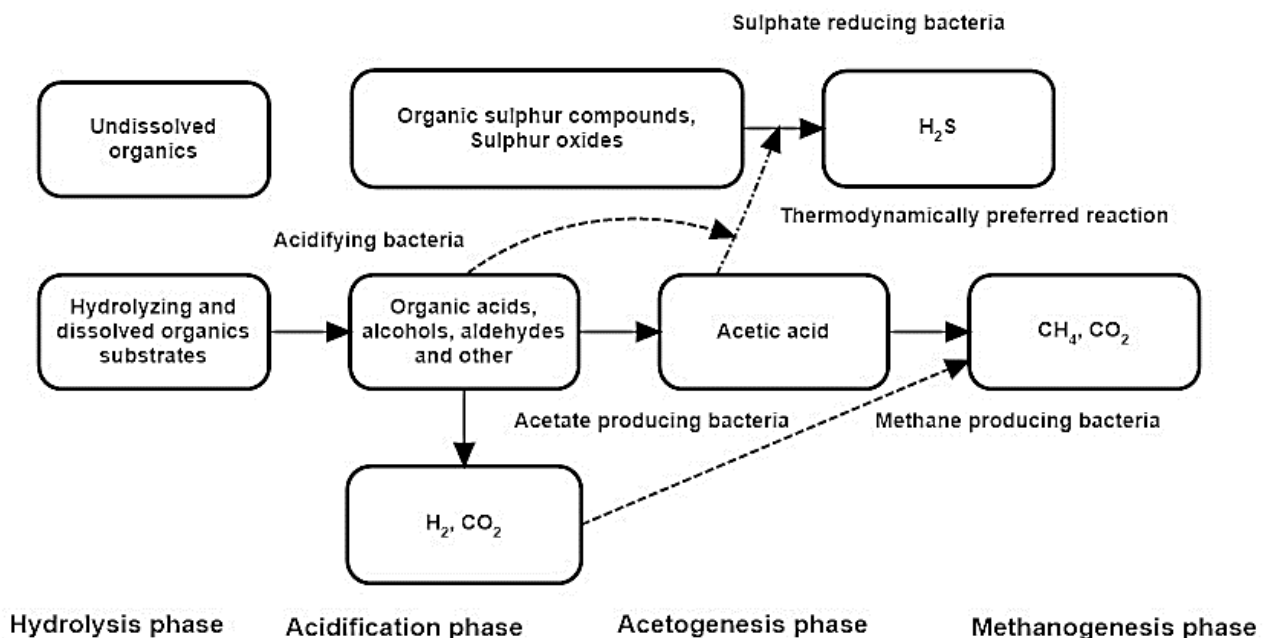 Sulphate reducing bacteria
Undissolved
organics
Organic sulphur compounds,
Sulphur oxides
H₂S
Thermodynamically preferred reaction
Acidifying bacteria
Hydrolyzing and
dissolved organics
substrates
Organic acids,
alcohols, aldehydes
and other
Acetic acid
CH₄, CO₂
Acetate producing bacteria
Methane producing bacteria
H₂, CO₂
Hydrolysis phase
Acidification phase
Acetogenesis phase
Methanogenesis phase